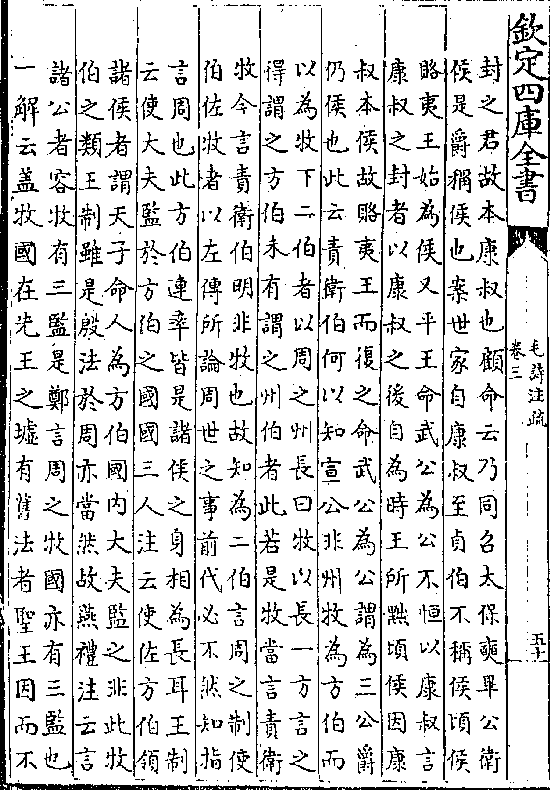 欽定四庫全書
毛詩注疏
卷三
五十
封之君故本康叔也顧命云乃同召太保奭畢公衛
侯是爵稱侯也案世家自康叔至貞伯不稱侯頃侯
賂夷王始為侯又平王命武公為公不恒以康叔言
康叔之封者以康叔之後自為時王所黜頃侯因康
叔本侯故賂夷王而復之命武公為公謂為三公爵
仍侯也此云責衛伯何以知宣公非州牧為方伯而
以為牧下二伯者以周之州長曰牧以長一方言之
得謂之方伯未有謂之州伯者此若是牧當言責衛
牧今言責衛伯明非牧也故知為二伯言周之制使
伯佐牧者以左傳所論周世之事前代必不然知指
言周也此方伯連率皆是諸侯之身相為長耳王制
云使大夫監於方伯之國國三人注云使佐方伯領
諸侯者謂天子命人為方伯國内大夫監之非此牧
伯之類王制雖是殷法於周亦當然故燕禮注云言
諸公者容牧有三監是鄭言周之牧國亦有三監也
一解云盖牧國在先王之墟有舊法者聖王因而不